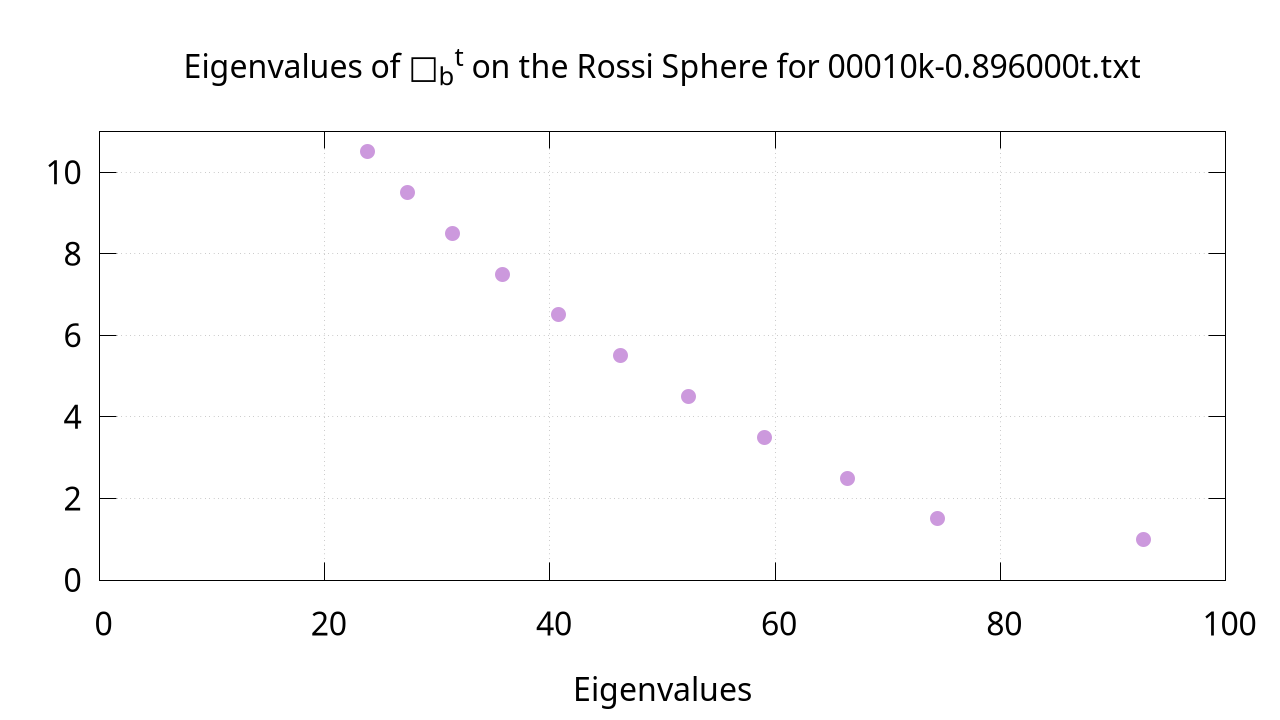 Eigenvalues of □b^t on the Rossi Sphere for 00010k-0.896000t.txt
10
8
6
4
2
0
0 20 40 60 80 100
Eigenvalues